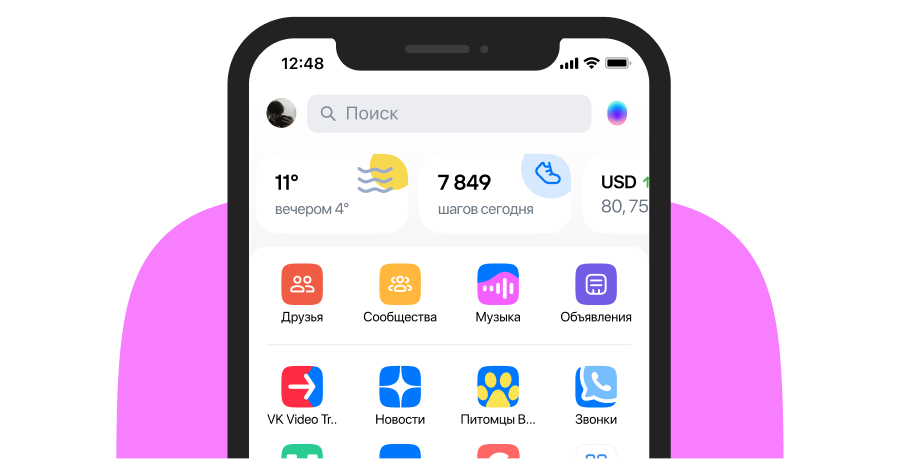 12:48
Поиск
11°
вечером 4°
7 849
шагов сегодня
USD
80,75
Друзья
Сообщества
Музыка
Объявления
VK Video Tr..
Новости
Питомцы В...
Звонки